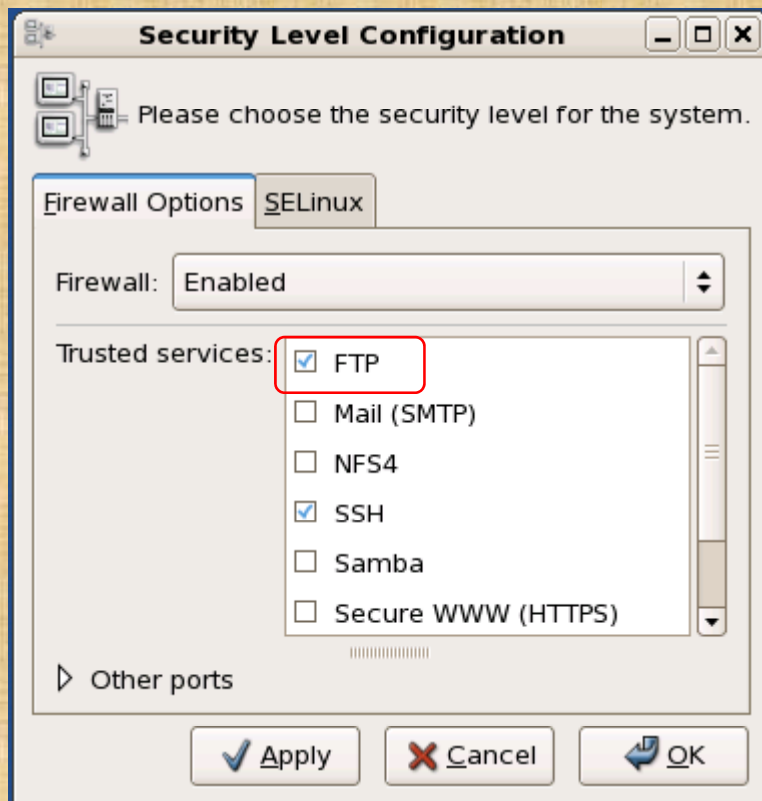 Security Level Configuration
Please choose the security level for the system.
Firewall Options SELinux
Firewall: Enabled
Trusted services: FTP
Mail (SMTP)
NFS4
SSH
Samba
Secure WWW (HTTPS)
Other ports
Apply Cancel OK